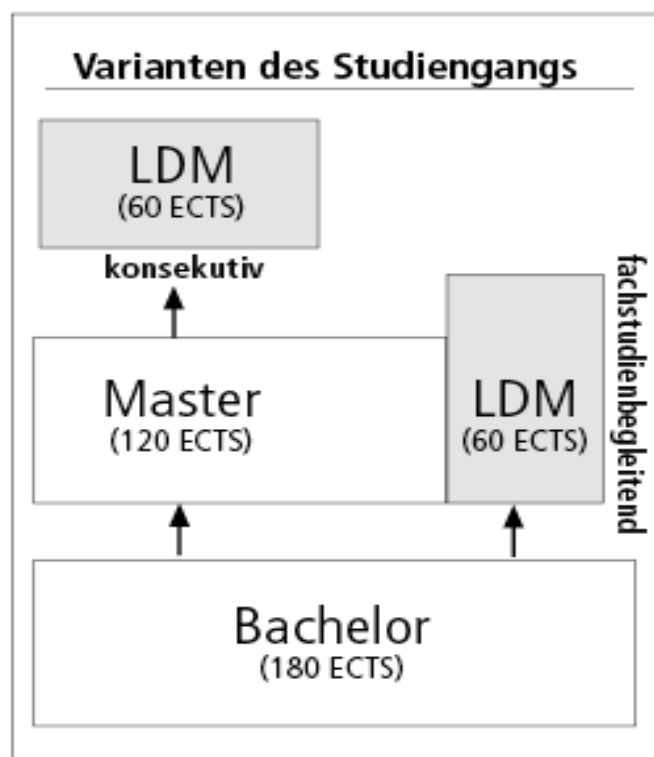 Varianten des Studiengangs
LDM
(60 ECTS)
konsekutiv
Master
(120 ECTS)
LDM
(60 ECTS)
fachstudienbegleitend
Bachelor
(180 ECTS)